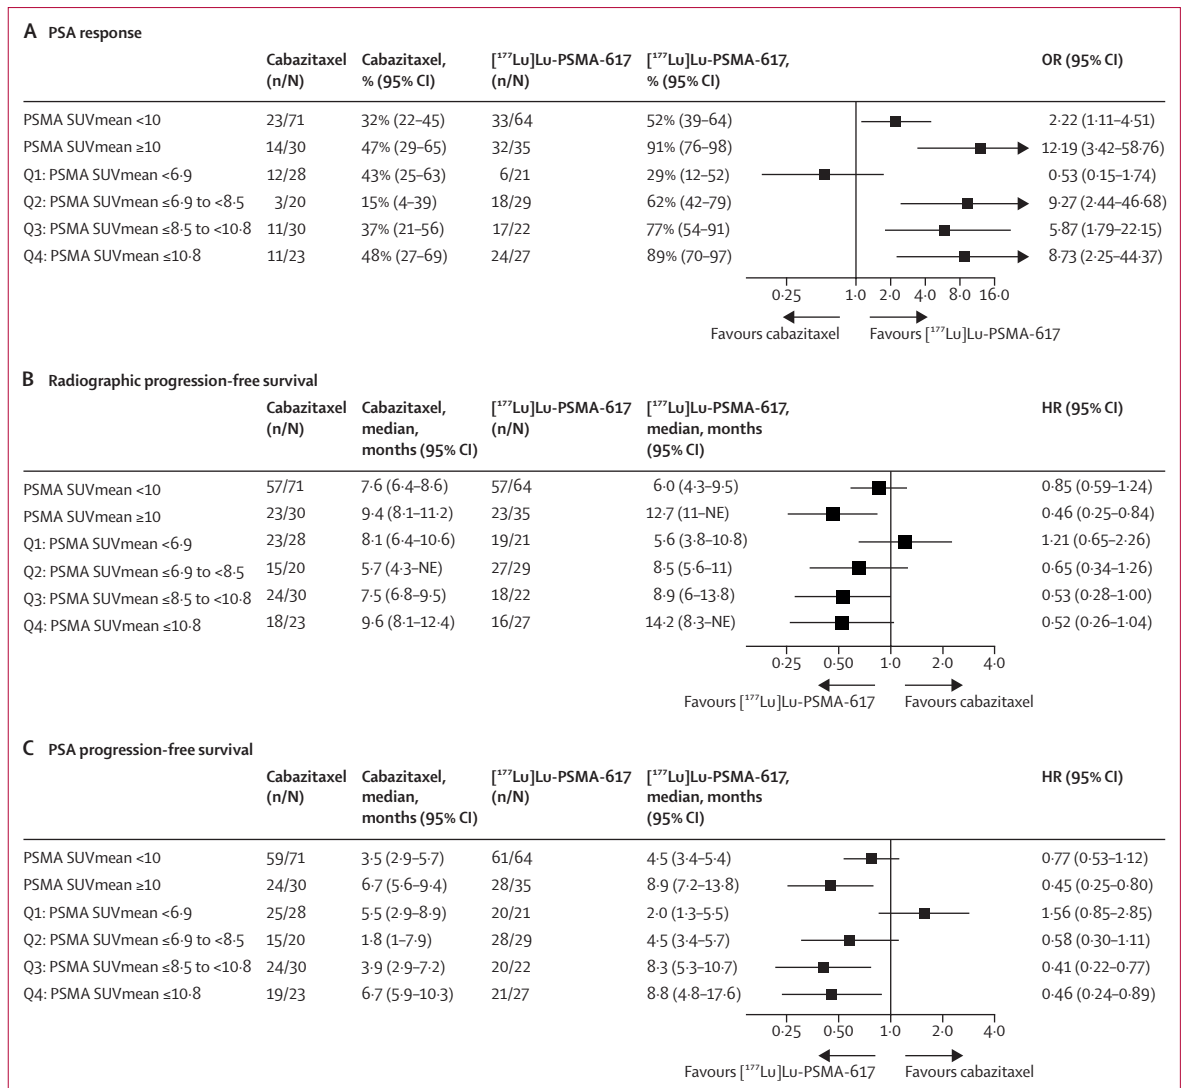 A PSA response
Cabazitaxel (n/N) Cabazitaxel, % (95% CI) [¹⁷⁷Lu]Lu-PSMA-617 (n/N) [¹⁷⁷Lu]Lu-PSMA-617, % (95% CI) OR (95% CI)
PSMA SUVmean <10 23/71 32% (22–45) 33/64 52% (39–64) 2·22 (1·11–4·51)
PSMA SUVmean ≥10 14/30 47% (29–65) 32/35 91% (76–98) 12·19 (3·42–58·76)
Q1: PSMA SUVmean <6·9 12/28 43% (25–63) 6/21 29% (12–52) 0·53 (0·15–1·74)
Q2: PSMA SUVmean ≤6·9 to <8·5 3/20 15% (4–39) 18/29 62% (42–79) 9·27 (2·44–46·68)
Q3: PSMA SUVmean ≤8·5 to <10·8 11/30 37% (21–56) 17/22 77% (54–91) 5·87 (1·79–22·15)
Q4: PSMA SUVmean ≤10·8 11/23 48% (27–69) 24/27 89% (70–97) 8·73 (2·25–44·37)
0·25 1·0 2·0 4·0 8·0 16·0
Favours cabazitaxel Favours [¹⁷⁷Lu]Lu-PSMA-617
B Radiographic progression-free survival
Cabazitaxel (n/N) Cabazitaxel, median, months (95% CI) [¹⁷⁷Lu]Lu-PSMA-617 (n/N) [¹⁷⁷Lu]Lu-PSMA-617, median, months (95% CI) HR (95% CI)
PSMA SUVmean <10 57/71 7·6 (6·4–8·6) 57/64 6·0 (4·3–9·5) 0·85 (0·59–1·24)
PSMA SUVmean ≥10 23/30 9·4 (8·1–11·2) 23/35 12·7 (11–NE) 0·46 (0·25–0·84)
Q1: PSMA SUVmean <6·9 23/28 8·1 (6·4–10·6) 19/21 5·6 (3·8–10·8) 1·21 (0·65–2·26)
Q2: PSMA SUVmean ≤6·9 to <8·5 15/20 5·7 (4·3–NE) 27/29 8·5 (5·6–11) 0·65 (0·34–1·26)
Q3: PSMA SUVmean ≤8·5 to <10·8 24/30 7·5 (6·8–9·5) 18/22 8·9 (6–13·8) 0·53 (0·28–1·00)
Q4: PSMA SUVmean ≤10·8 18/23 9·6 (8·1–12·4) 16/27 14·2 (8·3–NE) 0·52 (0·26–1·04)
0·25 0·50 1·0 2·0 4·0
Favours [¹⁷⁷Lu]Lu-PSMA-617 Favours cabazitaxel
C PSA progression-free survival
Cabazitaxel (n/N) Cabazitaxel, median, months (95% CI) [¹⁷⁷Lu]Lu-PSMA-617 (n/N) [¹⁷⁷Lu]Lu-PSMA-617, median, months (95% CI) HR (95% CI)
PSMA SUVmean <10 59/71 3·5 (2·9–5·7) 61/64 4·5 (3·4–5·4) 0·77 (0·53–1·12)
PSMA SUVmean ≥10 24/30 6·7 (5·6–9·4) 28/35 8·9 (7·2–13·8) 0·45 (0·25–0·80)
Q1: PSMA SUVmean <6·9 25/28 5·5 (2·9–8·9) 20/21 2·0 (1·3–5·5) 1·56 (0·85–2·85)
Q2: PSMA SUVmean ≤6·9 to <8·5 15/20 1·8 (1–7·9) 28/29 4·5 (3·4–5·7) 0·58 (0·30–1·11)
Q3: PSMA SUVmean ≤8·5 to <10·8 24/30 3·9 (2·9–7·2) 20/22 8·3 (5·3–10·7) 0·41 (0·22–0·77)
Q4: PSMA SUVmean ≤10·8 19/23 6·7 (5·9–10·3) 21/27 8·8 (4·8–17·6) 0·46 (0·24–0·89)
0·25 0·50 1·0 2·0 4·0
Favours [¹⁷⁷Lu]Lu-PSMA-617 Favours cabazitaxel